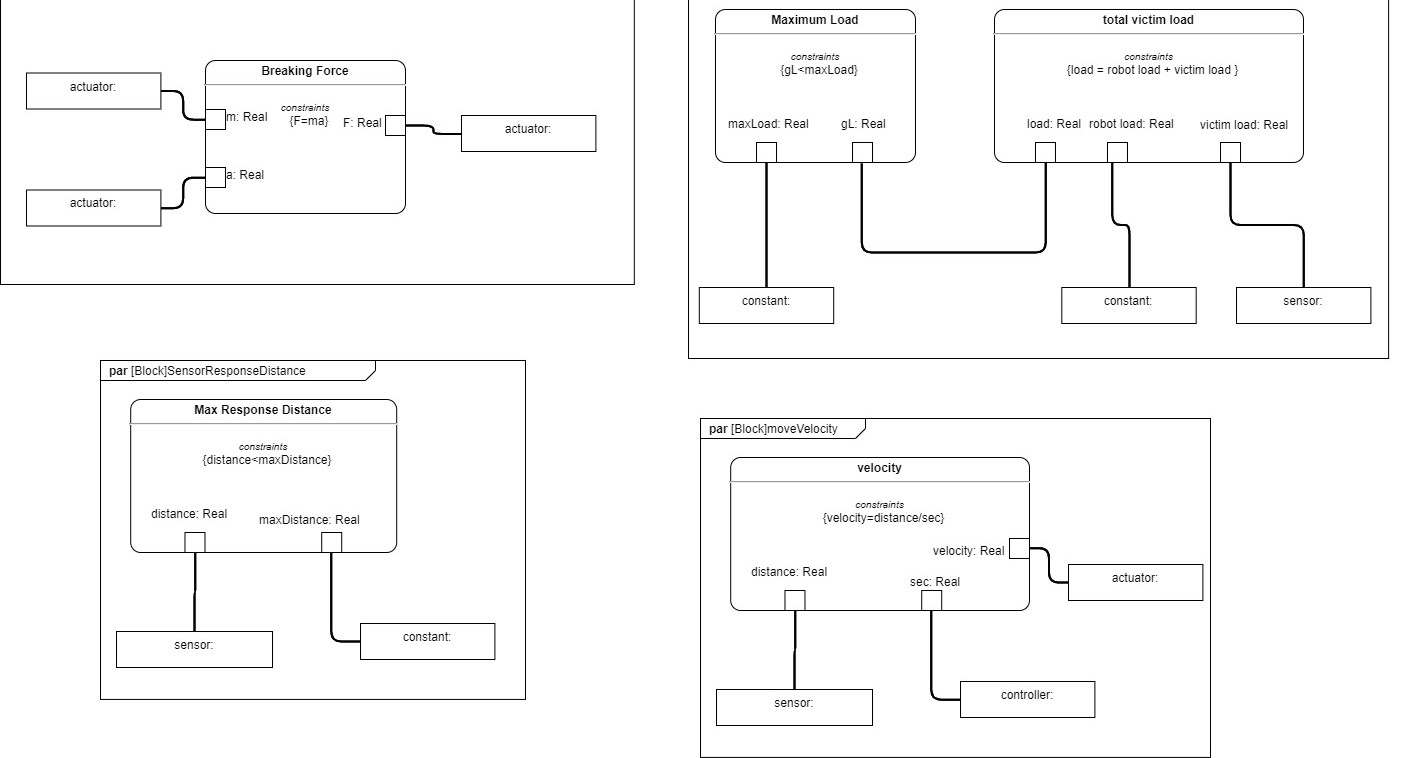 Breaking Force
constraints
{F=ma}
m: Real
F: Real
a: Real
actuator:
actuator:
actuator:
Maximum Load
constraints
{gL<maxLoad}
maxLoad: Real
gL: Real
total victim load
constraints
{load = robot load + victim load }
load: Real
robot load: Real
victim load: Real
constant:
constant:
sensor:
par [Block]SensorResponseDistance
Max Response Distance
constraints
{distance<maxDistance}
distance: Real
maxDistance: Real
sensor:
constant:
par [Block]moveVelocity
velocity
constraints
{velocity=distance/sec}
velocity: Real
distance: Real
sec: Real
actuator:
sensor:
controller: